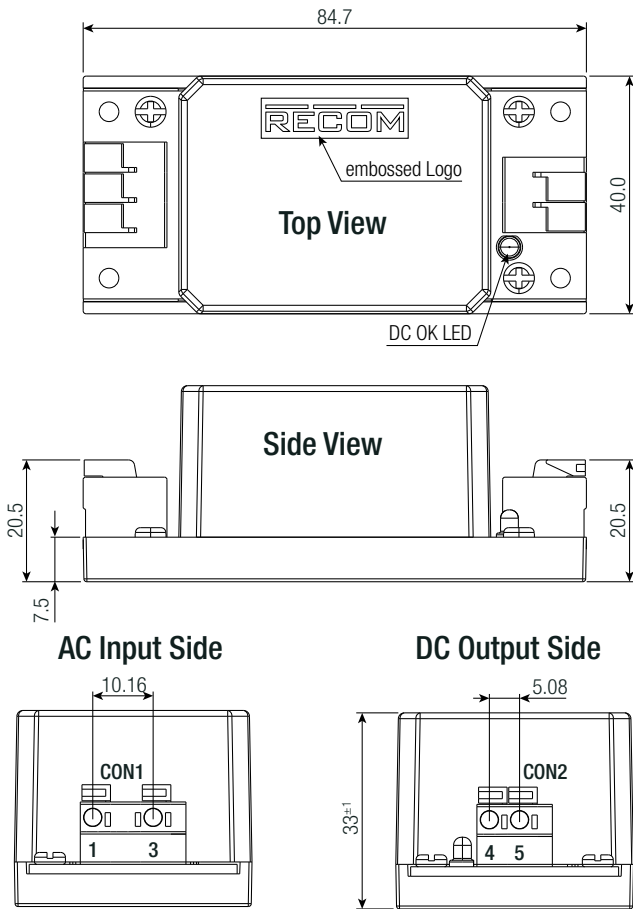 84.7
RECOM
embossed Logo
Top View
40.0
DC OK LED
Side View
20.5
7.5
20.5
AC Input Side
DC Output Side
10.16
5.08
CON1
CON2
33±1
1 3
4 5